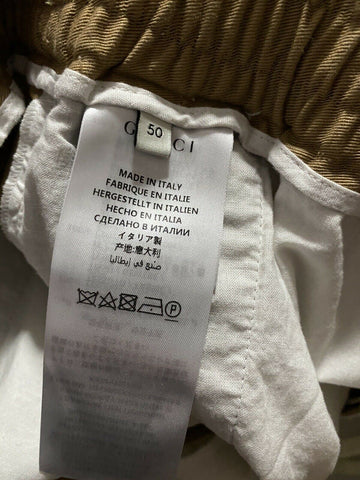 50
G CCI
MADE IN ITALY
FABRIQUE EN ITALIE
HERGESTELLT IN ITALIEN
HECHO EN ITALIA
СДЕЛАНО В ИТАЛИИ
イタリア製
产地:意大利
صنع في إيطاليا
P